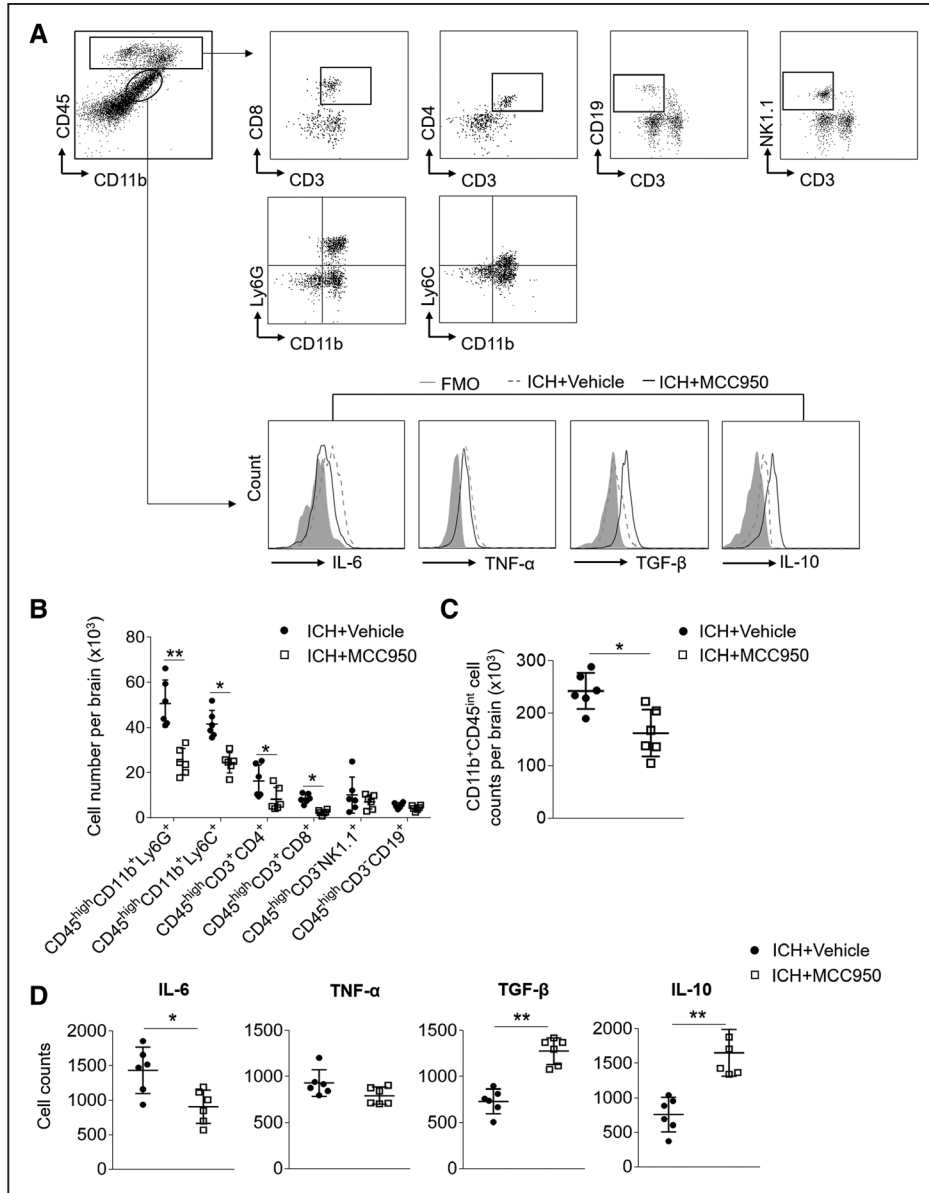 A
CD45
CD11b
CD8
CD3
CD4
CD3
CD19
CD3
NK1.1
CD3
Ly6G
CD11b
Ly6C
CD11b
FMO ICH+Vehicle ICH+MCC950
Count
IL-6
TNF-α
TGF-β
IL-10
B
Cell number per brain (x10³)
80
60
40
20
0
** * * *
ICH+Vehicle
ICH+MCC950
CD45ʰⁱᵍʰCD11b⁺Ly6G⁺
CD45ʰⁱᵍʰCD11b⁺Ly6C⁺
CD45ʰⁱᵍʰCD3⁺CD4⁺
CD45ʰⁱᵍʰCD3⁺CD8⁺
CD45ʰⁱᵍʰCD3⁻NK1.1⁺
CD45ʰⁱᵍʰCD3⁻CD19⁺
C
CD11b⁺CD45ⁱⁿᵗ cell
counts per brain (x10³)
300
200
100
0
*
ICH+Vehicle
ICH+MCC950
ICH+Vehicle
ICH+MCC950
D
Cell counts
IL-6
2000
1500
1000
500
0
*
TNF-α
1500
1000
500
0
TGF-β
1500
1000
500
0
**
IL-10
2000
1500
1000
500
0
**